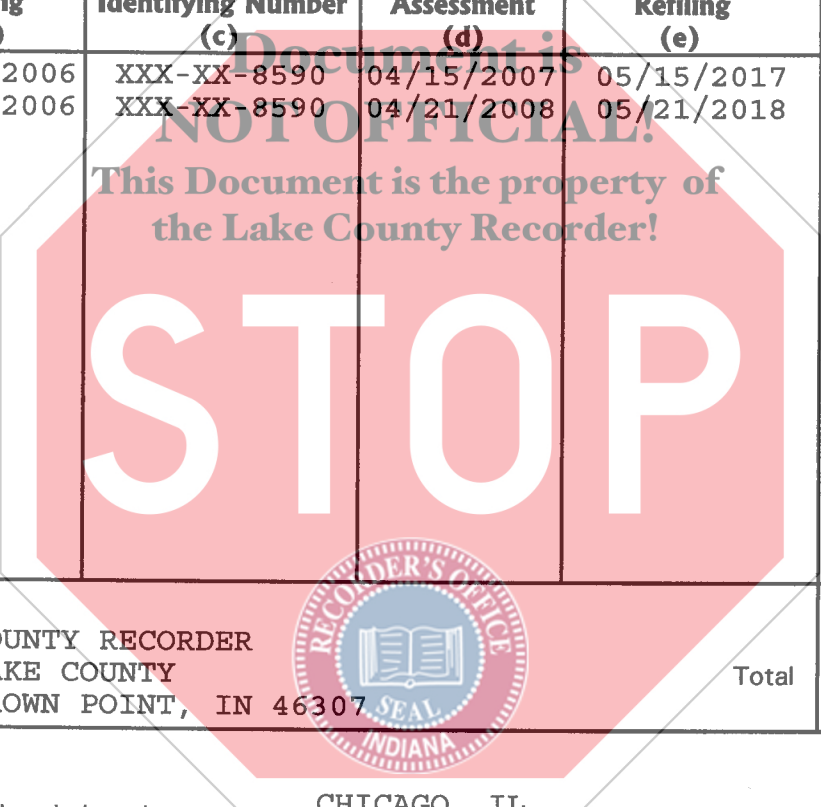 Identifying Number Assessment Refiling
(c) (d) (e)
Document is
2006 XXX-XX-8590 04/15/2007 05/15/2017
2006 XXX-XX-8590 04/21/2008 05/21/2018
NOT OFFICIAL!
This Document is the property of
the Lake County Recorder!
STOP
RECORDER'S OFFICE
SEAL
INDIANA
OUNTY RECORDER
AKE COUNTY Total
OWN POINT, IN 46307
CHICAGO, IL